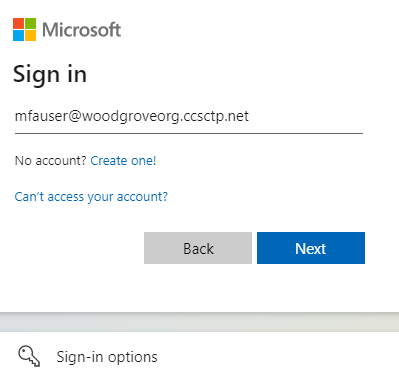 Microsoft
Sign in
mfauser@woodgroveorg.ccsctp.net
No account? Create one!
Can't access your account?
Back Next
Sign-in options